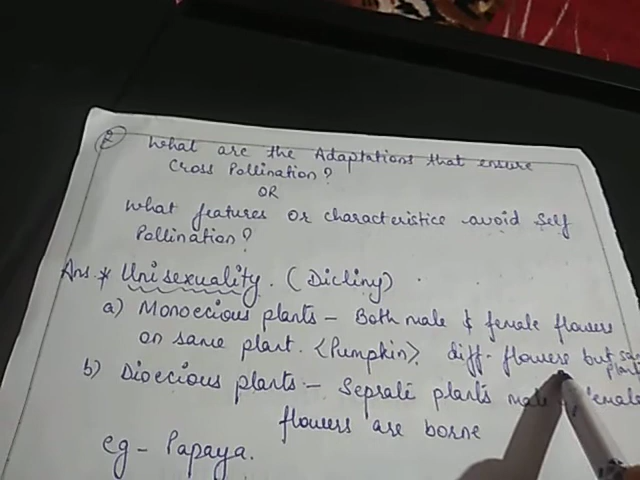 2 What are the Adaptations that ensure
Cross Pollination?
OR
What features or characteristice avoid Self
Pollination?
Ans * Unisexuality. (Dicliny)
a) Monoecious plants - Both male & female flowers
on same plant. <Pumpkin> diff. flowers but same
plant
b) Dioecious plants - Seprate plants male female
flowers are borne
eg - Papaya.